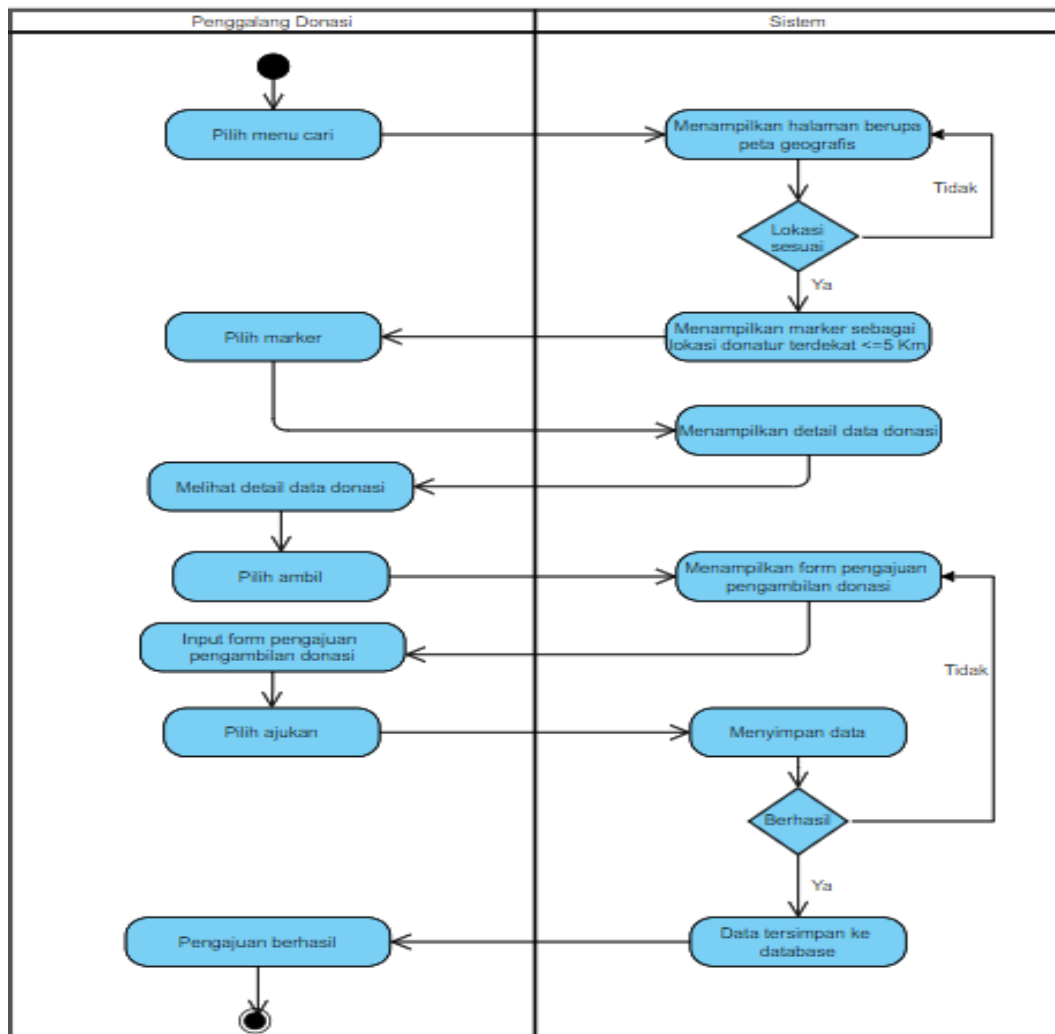 Penggalang Donasi
Sistem
Pilih menu cari
Menampilkan halaman berupa
peta geografis
Tidak
Lokasi
sesuai
Ya
Pilih marker
Menampilkan marker sebagai
lokasi donatur terdekat <=5 Km
Menampilkan detail data donasi
Melihat detail data donasi
Pilih ambil
Menampilkan form pengajuan
pengambilan donasi
Input form pengajuan
pengambilan donasi
Tidak
Pilih ajukan
Menyimpan data
Berhasil
Ya
Pengajuan berhasil
Data tersimpan ke
database